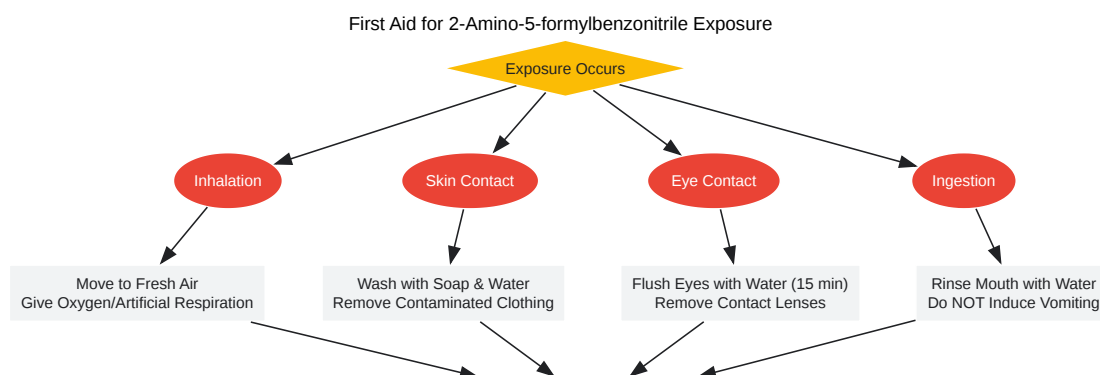 First Aid for 2-Amino-5-formylbenzonitrile Exposure
Exposure Occurs
Inhalation
Skin Contact
Eye Contact
Ingestion
Move to Fresh Air
Give Oxygen/Artificial Respiration
Wash with Soap & Water
Remove Contaminated Clothing
Flush Eyes with Water (15 min)
Remove Contact Lenses
Rinse Mouth with Water
Do NOT Induce Vomiting